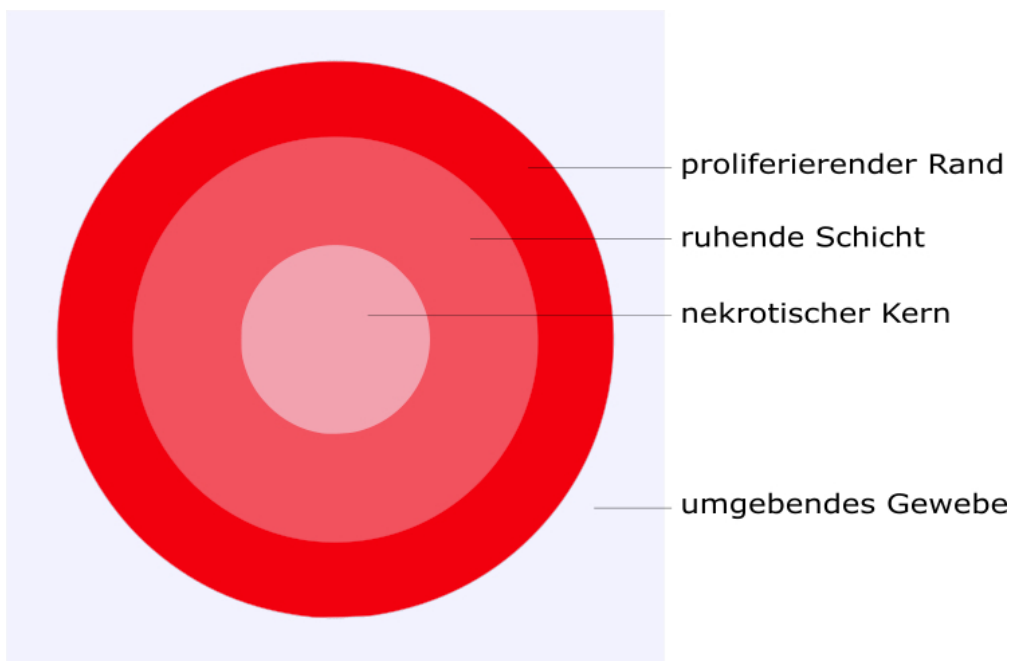 proliferierender Rand
ruhende Schicht
nekrotischer Kern
umgebendes Gewebe